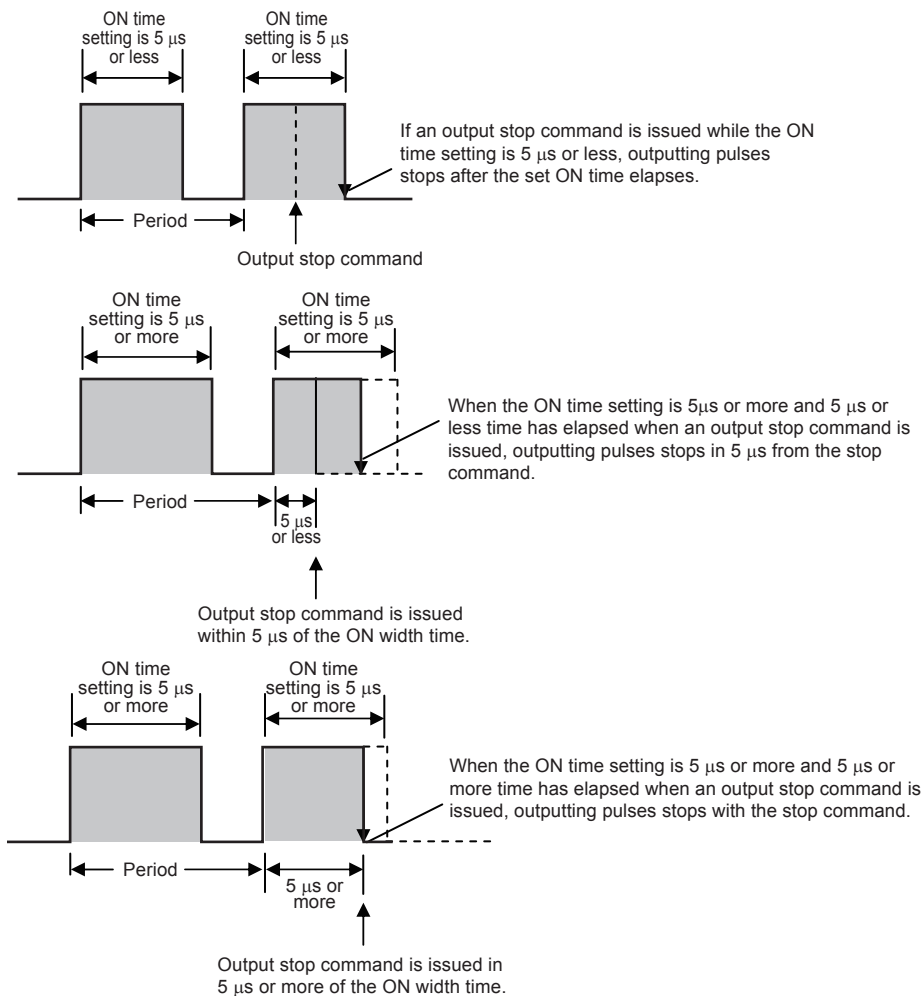 ON time
setting is 5 μs
or less
ON time
setting is 5 μs
or less
If an output stop command is issued while the ON
time setting is 5 μs or less, outputting pulses
stops after the set ON time elapses.
Period
Output stop command
ON time
setting is 5 μs
or more
ON time
setting is 5 μs
or more
When the ON time setting is 5μs or more and 5 μs or
less time has elapsed when an output stop command is
issued, outputting pulses stops in 5 μs from the stop
command.
Period
5 μs
or less
Output stop command is issued
within 5 μs of the ON width time.
ON time
setting is 5 μs
or more
ON time
setting is 5 μs
or more
When the ON time setting is 5 μs or more and 5 μs or
more time has elapsed when an output stop command is
issued, outputting pulses stops with the stop command.
Period
5 μs or
more
Output stop command is issued in
5 μs or more of the ON width time.